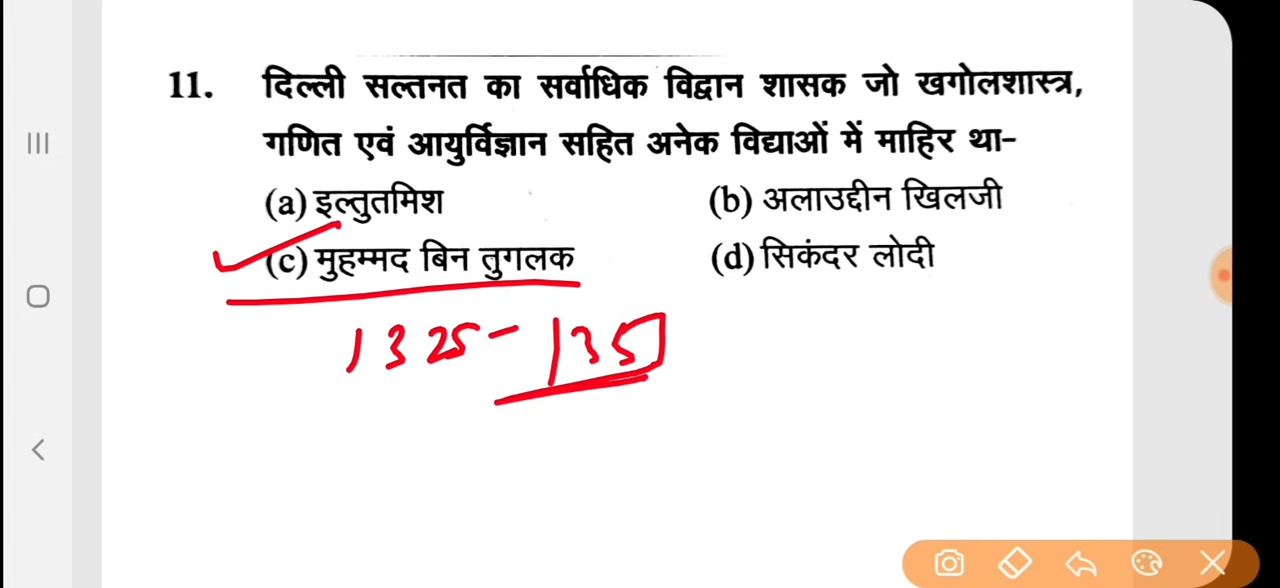 11. दिल्ली सल्तनत का सर्वाधिक विद्वान शासक जो खगोलशास्त्र,
गणित एवं आयुर्विज्ञान सहित अनेक विद्याओं में माहिर था-
(a) इल्तुतमिश (b) अलाउद्दीन खिलजी
(c) मुहम्मद बिन तुगलक (d) सिकंदर लोदी
1325-1351